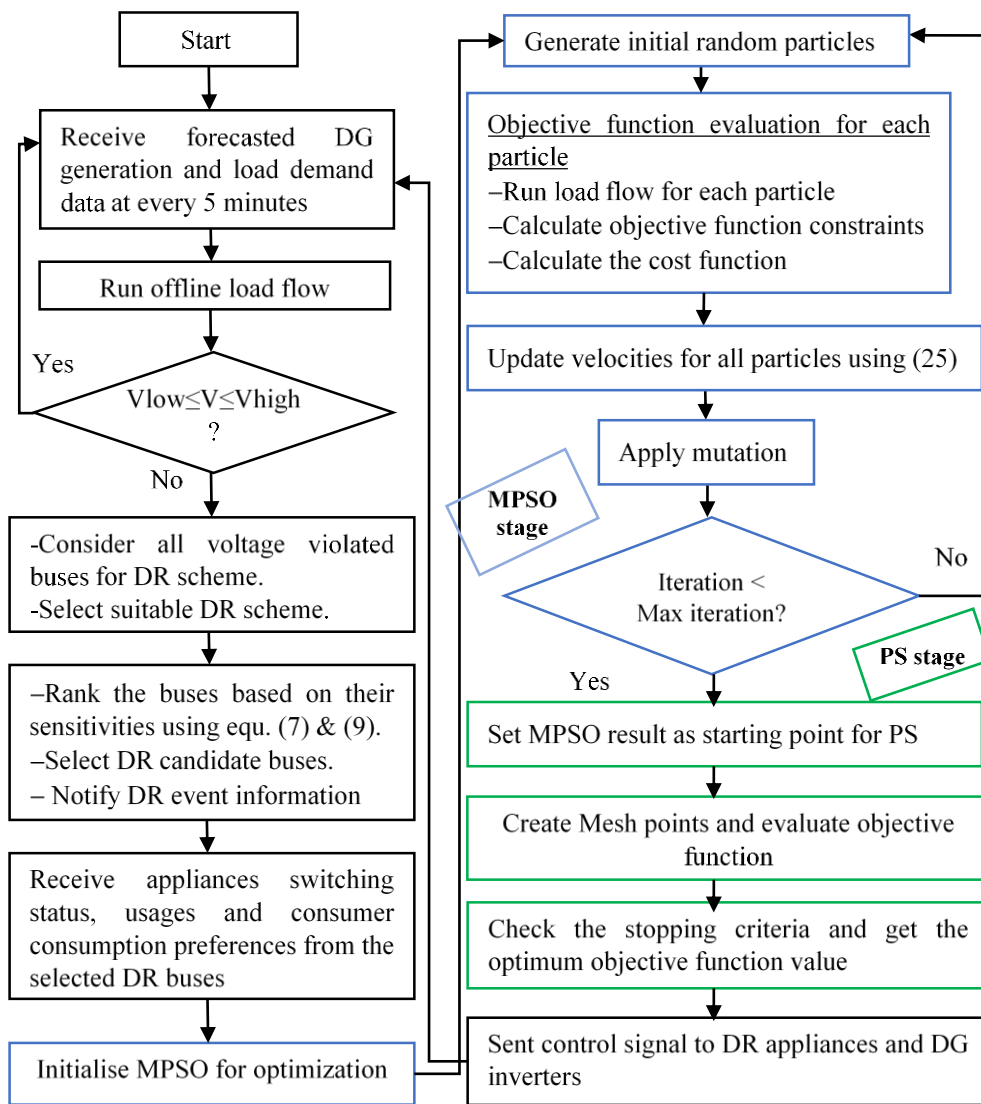 Start
Receive forecasted DG
generation and load demand
data at every 5 minutes
Run offline load flow
Yes
Vlow≤V≤Vhigh
?
No
-Consider all voltage violated
buses for DR scheme.
-Select suitable DR scheme.
–Rank the buses based on their
sensitivities using equ. (7) & (9).
–Select DR candidate buses.
– Notify DR event information
Receive appliances switching
status, usages and consumer
consumption preferences from the
selected DR buses
Initialise MPSO for optimization
Generate initial random particles
Objective function evaluation for each
particle
–Run load flow for each particle
–Calculate objective function constraints
–Calculate the cost function
Update velocities for all particles using (25)
Apply mutation
MPSO
stage
Iteration <
Max iteration?
No
PS stage
Yes
Set MPSO result as starting point for PS
Create Mesh points and evaluate objective
function
Check the stopping criteria and get the
optimum objective function value
Sent control signal to DR appliances and DG
inverters